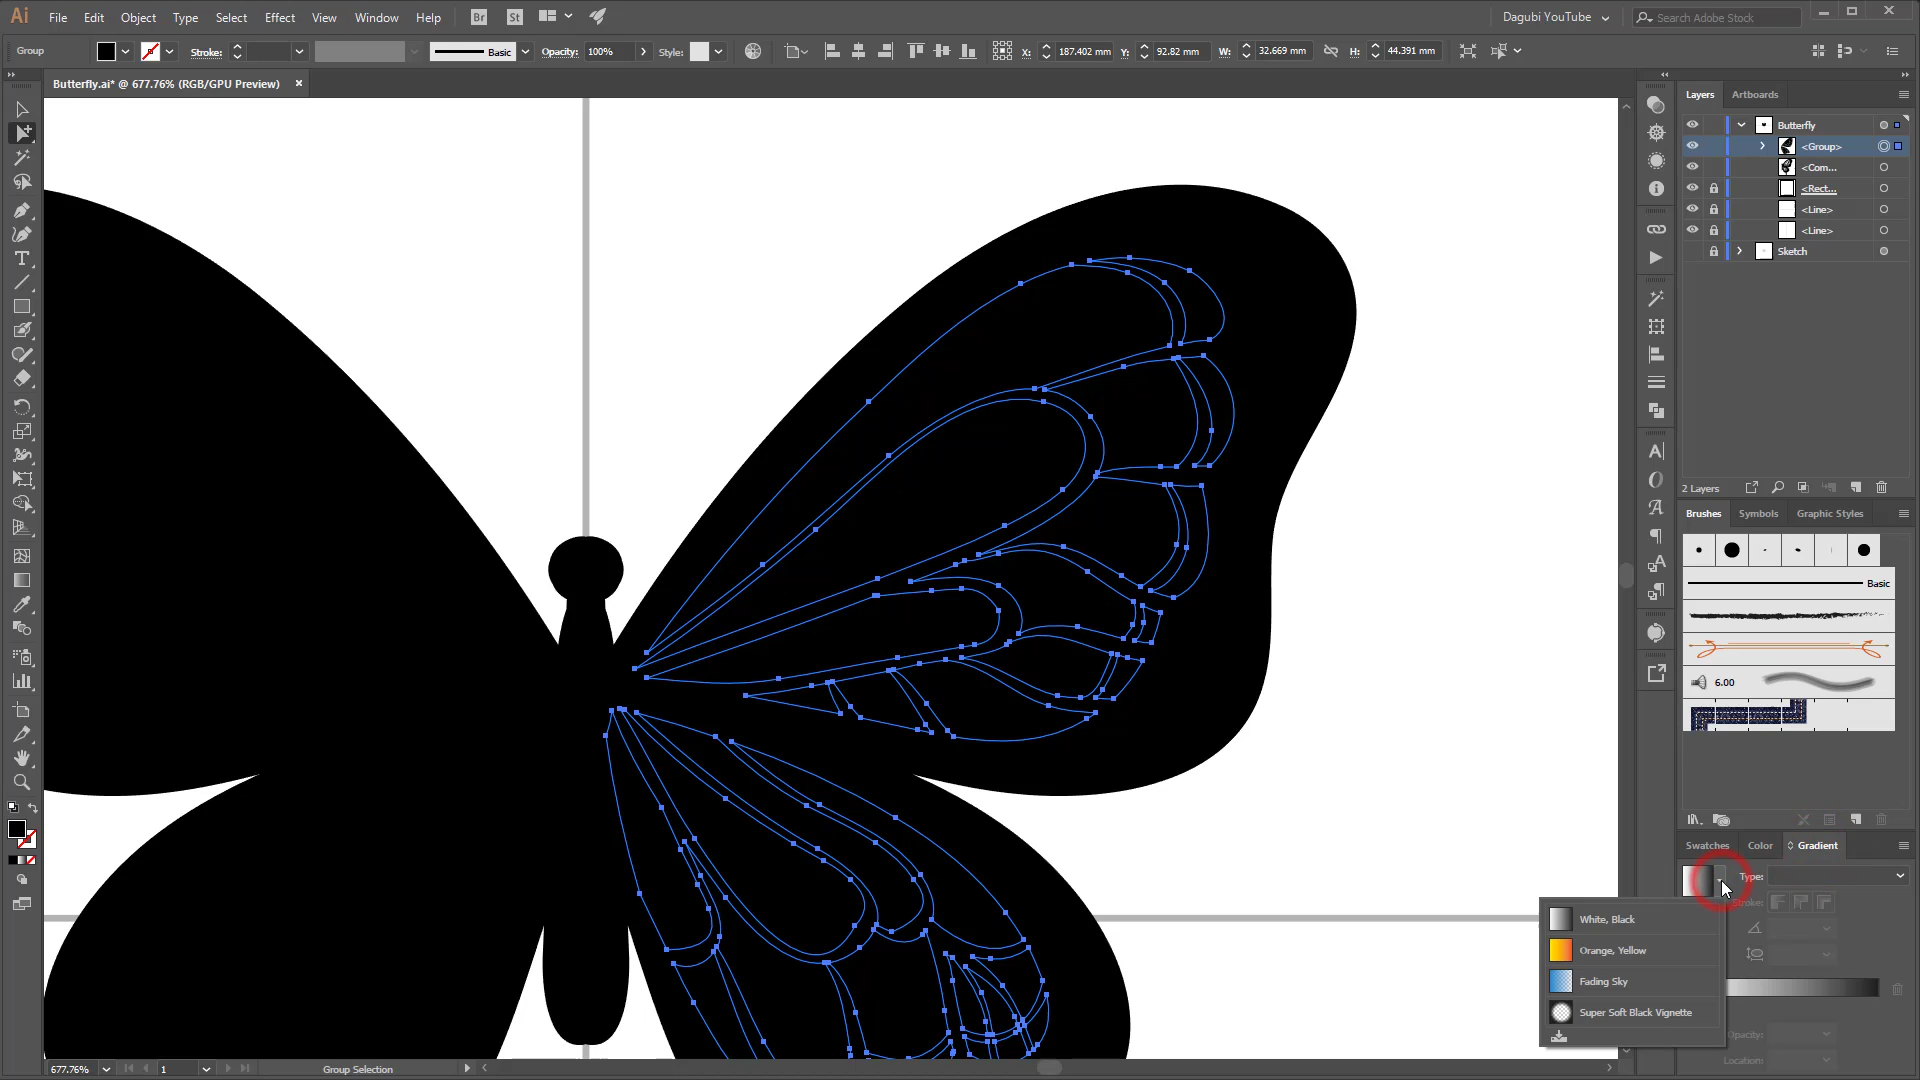 Ai File Edit Object Type Select Effect View Window Help Br St Dagubi YouTube Search Adobe Stock
Group Stroke: Basic Opacity: 100% Style: X: 187.402 mm Y: 92.82 mm W: 32.669 mm H: 44.391 mm
Butterfly.ai* @ 677.76% (RGB/GPU Preview)
Layers Artboards
Butterfly
<Group>
<Com...
<Rect...
<Line>
<Line>
Sketch
2 Layers
Brushes Symbols Graphic Styles
Basic
6.00
Swatches Color Gradient
Type:
Stroke:
White, Black
Orange, Yellow
Fading Sky
Super Soft Black Vignette
Opacity:
Location:
677.76% 1 Group Selection